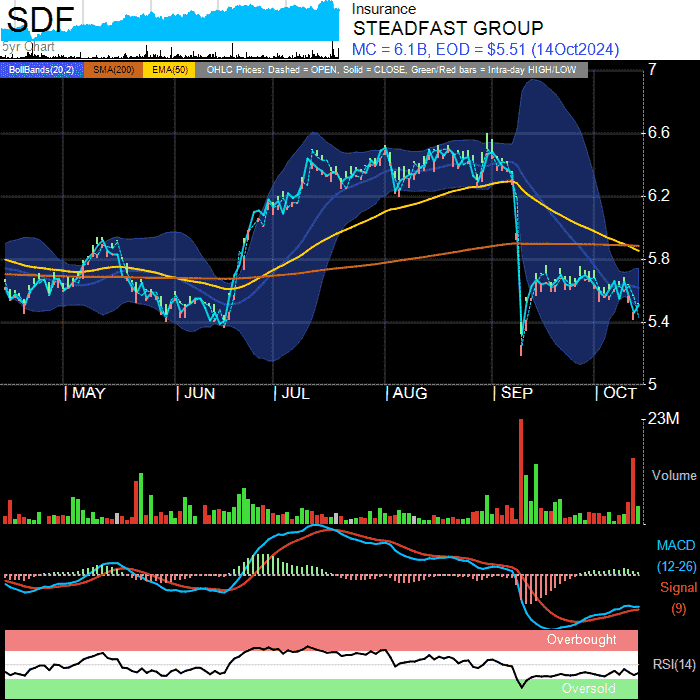 SDF
5yr Chart
Insurance
STEADFAST GROUP
MC = 6.1B, EOD = $5.51 (14Oct2024)
BollBands(20,2) SMA(200) EMA(50) OHLC Prices: Dashed = OPEN, Solid = CLOSE, Green/Red bars = Intra-day HIGH/LOW
7
6.6
6.2
5.8
5.4
5
| MAY | JUN | JUL | AUG | SEP | OCT
23M
Volume
MACD
(12-26)
Signal
(9)
Overbought
RSI(14)
Oversold